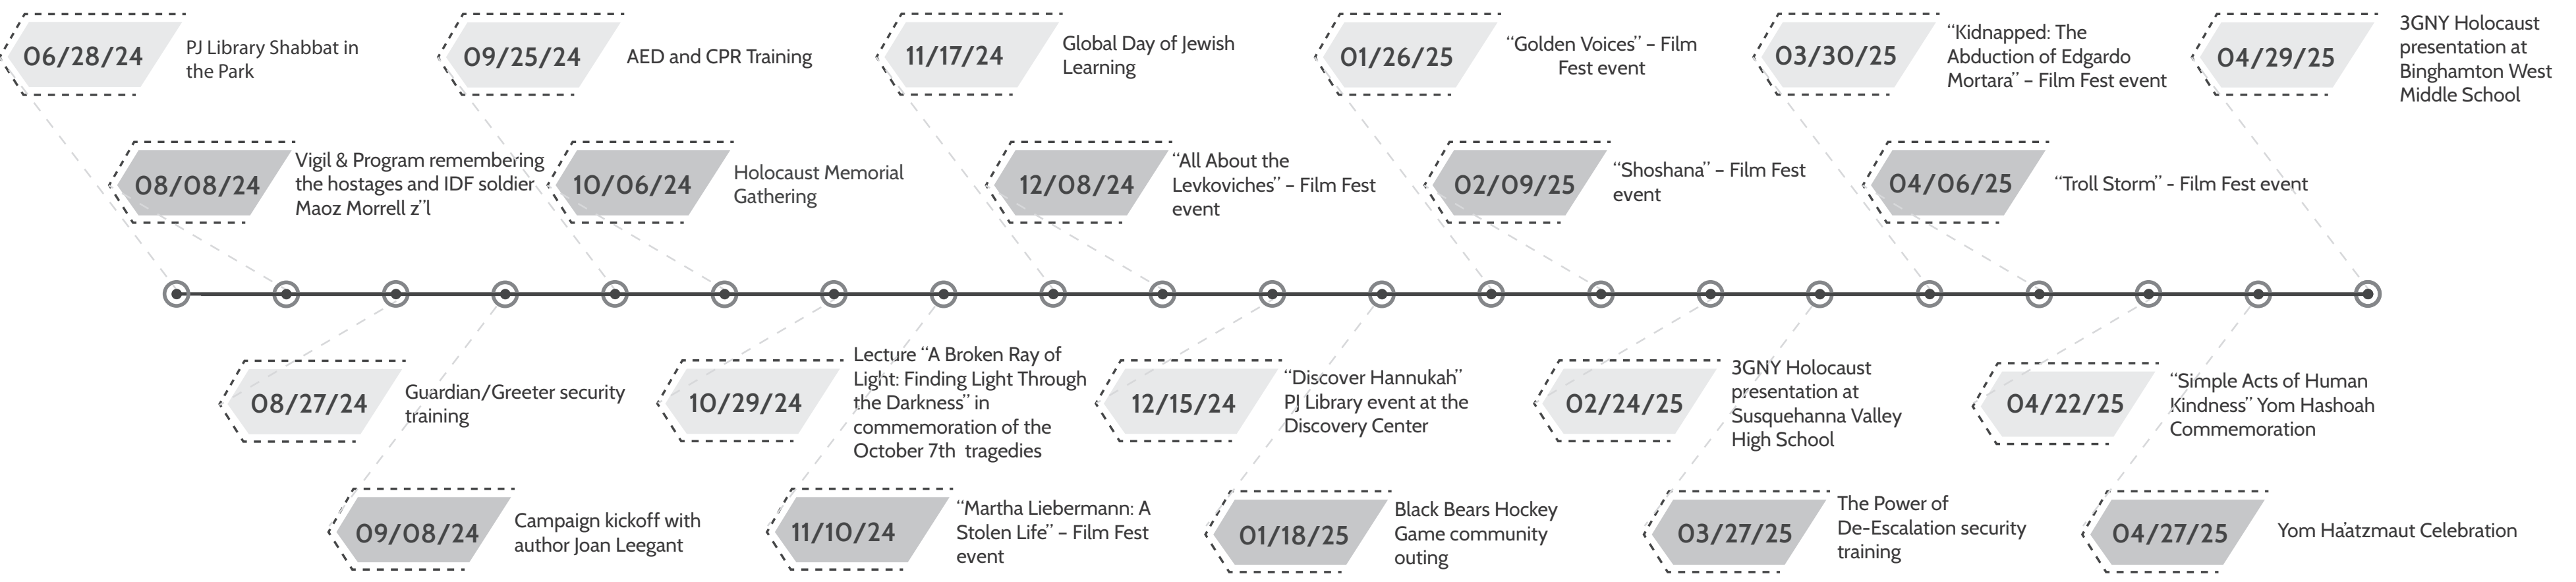 06/28/24
PJ Library Shabbat in
the Park
09/25/24
AED and CPR Training
11/17/24
Global Day of Jewish
Learning
01/26/25
“Golden Voices” – Film
Fest event
03/30/25
“Kidnapped: The
Abduction of Edgardo
Mortara” – Film Fest event
04/29/25
3GNY Holocaust
presentation at
Binghamton West
Middle School
08/08/24
Vigil & Program remembering
the hostages and IDF soldier
Maoz Morrell z”l
10/06/24
Holocaust Memorial
Gathering
12/08/24
“All About the
Levkoviches” – Film Fest
event
02/09/25
“Shoshana” – Film Fest
event
04/06/25
“Troll Storm” – Film Fest event
08/27/24
Guardian/Greeter security
training
10/29/24
Lecture “A Broken Ray of
Light: Finding Light Through
the Darkness” in
commemoration of the
October 7th tragedies
12/15/24
“Discover Hannukah”
PJ Library event at the
Discovery Center
02/24/25
3GNY Holocaust
presentation at
Susquehanna Valley
High School
04/22/25
“Simple Acts of Human
Kindness” Yom Hashoah
Commemoration
09/08/24
Campaign kickoff with
author Joan Leegant
11/10/24
“Martha Liebermann: A
Stolen Life” – Film Fest
event
01/18/25
Black Bears Hockey
Game community
outing
03/27/25
The Power of
De-Escalation security
training
04/27/25
Yom Ha’atzmaut Celebration